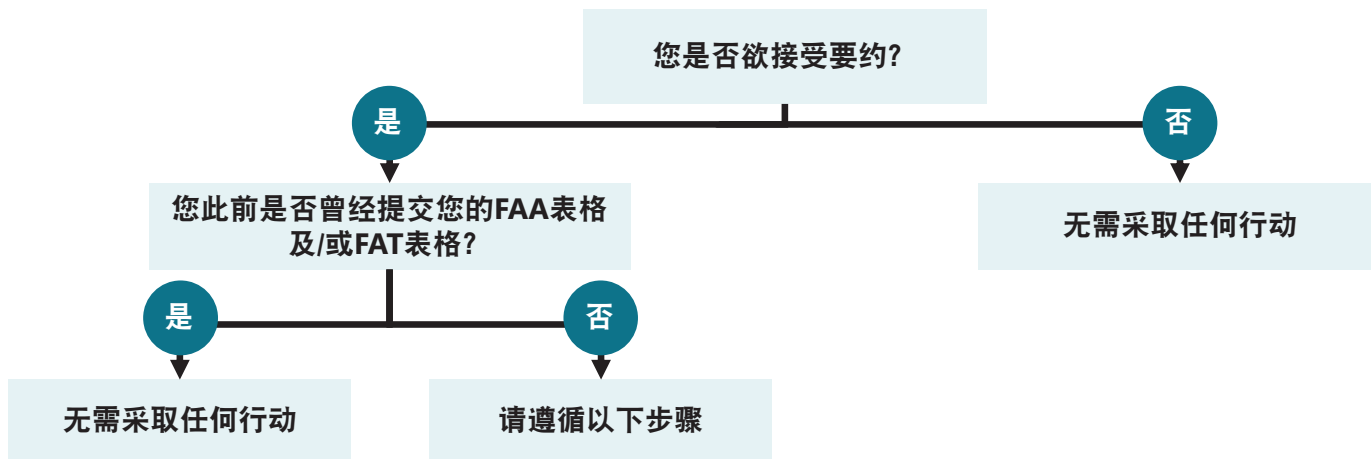 您是否欲接受要约?
是
否
您此前是否曾经提交您的FAA表格
及/或FAT表格?
无需采取任何行动
是
否
无需采取任何行动
请遵循以下步骤